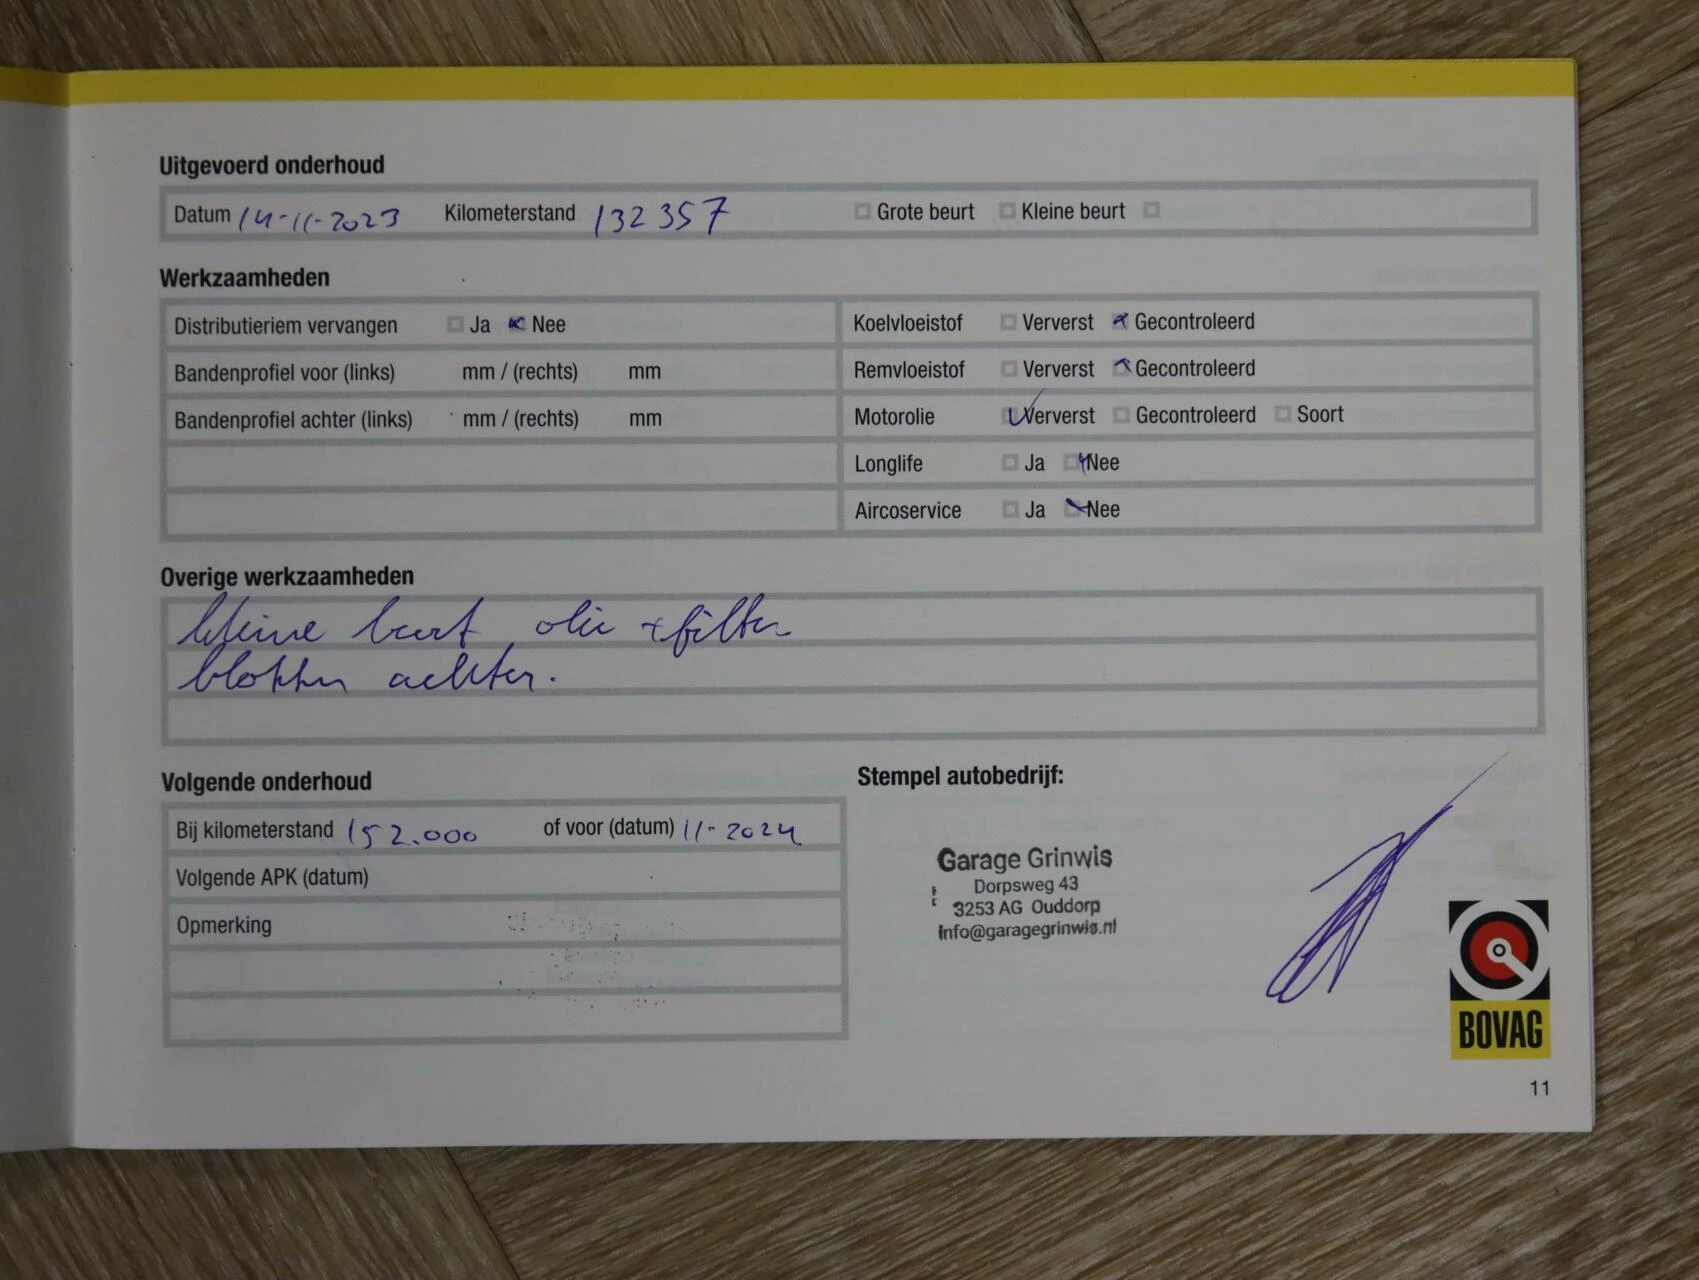 Uitgevoerd onderhoud
Datum 14-11-2023 Kilometerstand 132357 Grote beurt Kleine beurt
Werkzaamheden
Distributieriem vervangen Ja Nee
Bandenprofiel voor (links) mm / (rechts) mm
Bandenprofiel achter (links) mm / (rechts) mm
Koelvloeistof Ververst Gecontroleerd
Remvloeistof Ververst Gecontroleerd
Motorolie Ververst Gecontroleerd Soort
Longlife Ja Nee
Aircoservice Ja Nee
Overige werkzaamheden
kleine beurt olie + filter
blokken achter.
Volgende onderhoud
Bij kilometerstand 152.000 of voor (datum) 11-2024
Volgende APK (datum)
Opmerking
Stempel autobedrijf:
Garage Grinwis
Dorpsweg 43
3253 AG Ouddorp
info@garagegrinwis.nl
BOVAG
11